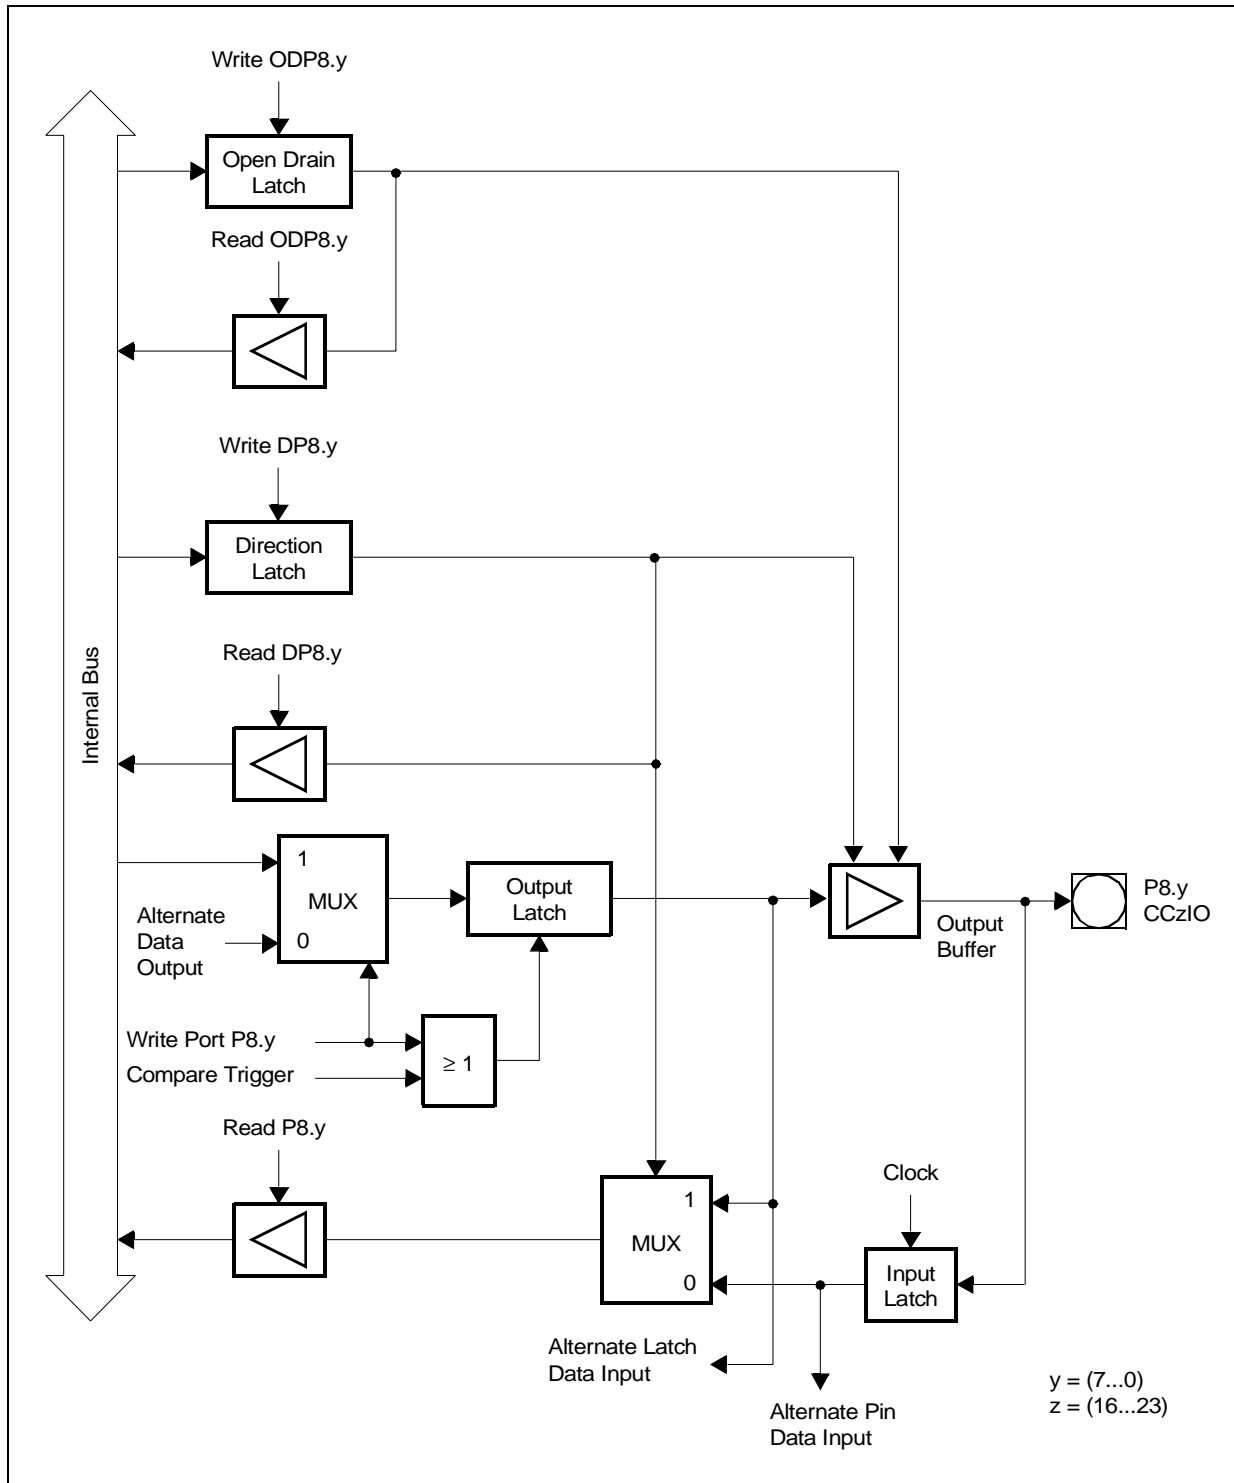 Write ODP8.y
Open Drain
Latch
Read ODP8.y
Write DP8.y
Direction
Latch
Read DP8.y
Internal Bus
1
MUX
0
Alternate
Data
Output
Output
Latch
Output
Buffer
P8.y
CCzIO
Write Port P8.y
Compare Trigger
≥ 1
Read P8.y
1
MUX
0
Clock
Input
Latch
Alternate Latch
Data Input
Alternate Pin
Data Input
y = (7...0)
z = (16...23)